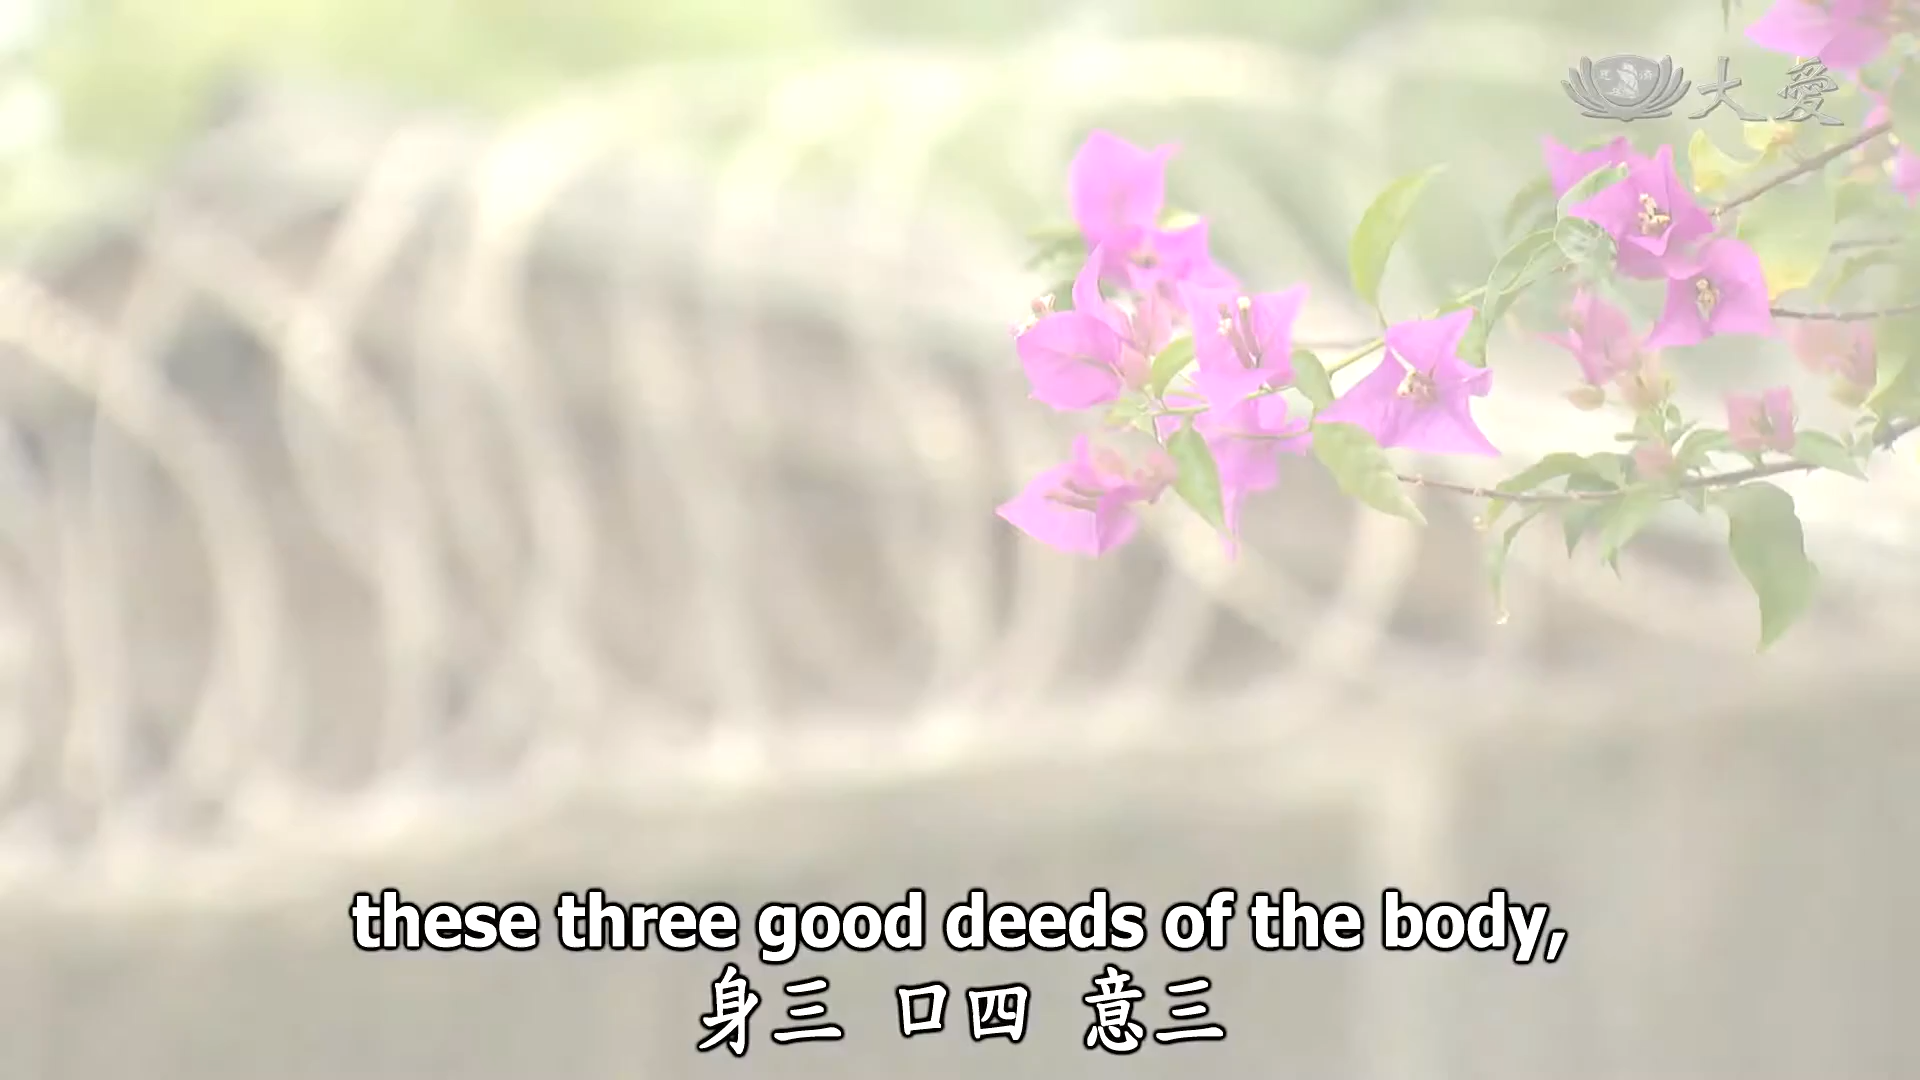 大愛
these three good deeds of the body,
身三 口四 意三